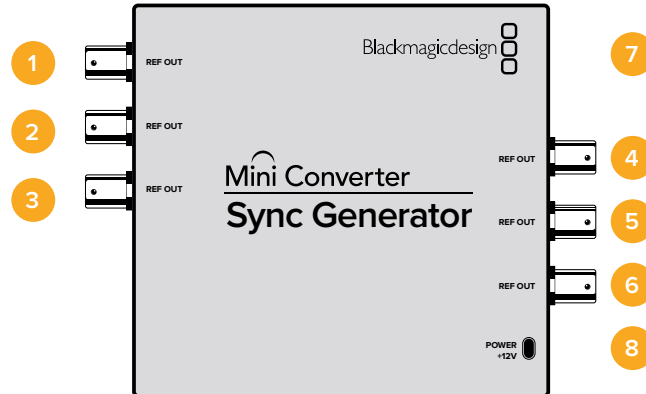 Blackmagicdesign
1
REF OUT
7
2
REF OUT
4
REF OUT
3
REF OUT
Mini Converter
Sync Generator
5
REF OUT
6
REF OUT
8
POWER
+12V